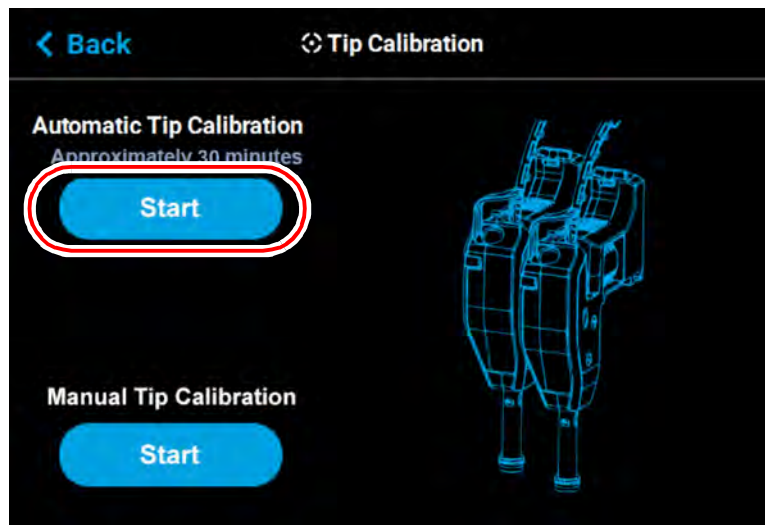 Back
Tip Calibration
Automatic Tip Calibration
Approximately 30 minutes
Start
Manual Tip Calibration
Start